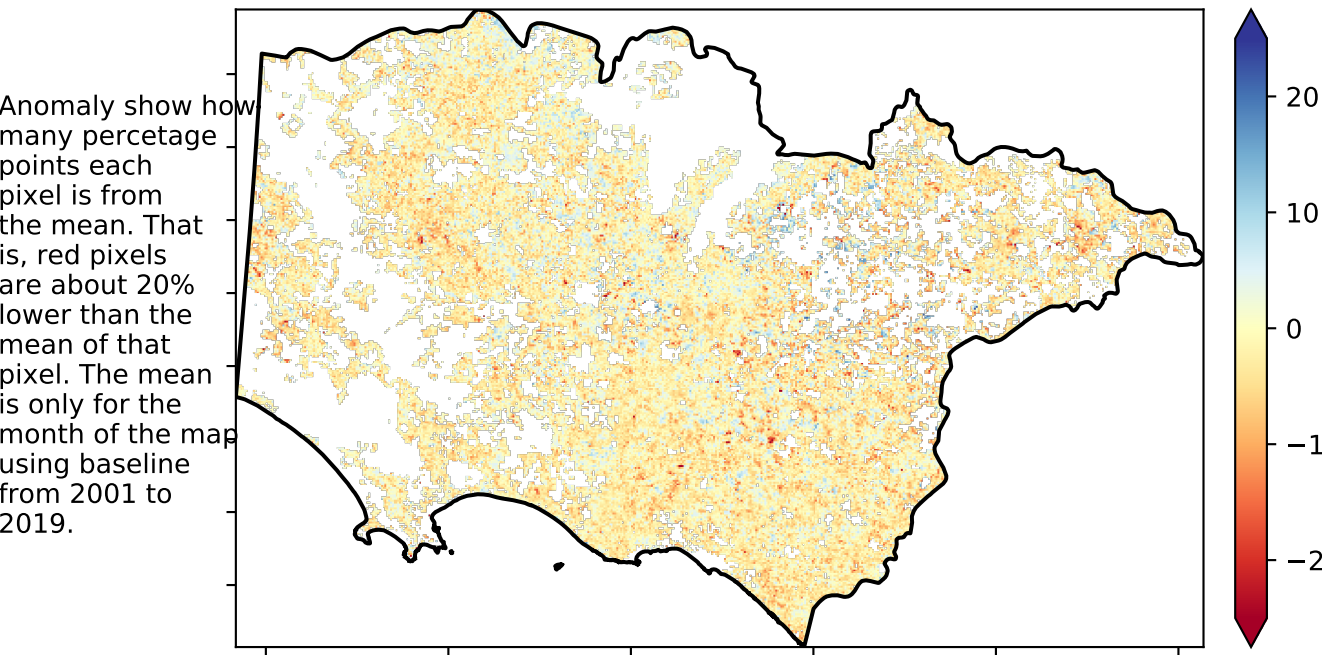 Anomaly show how
many percetage
points each
pixel is from
the mean. That
is, red pixels
are about 20%
lower than the
mean of that
pixel. The mean
is only for the
month of the map
using baseline
from 2001 to
2019.
20
10
0
−1
−2